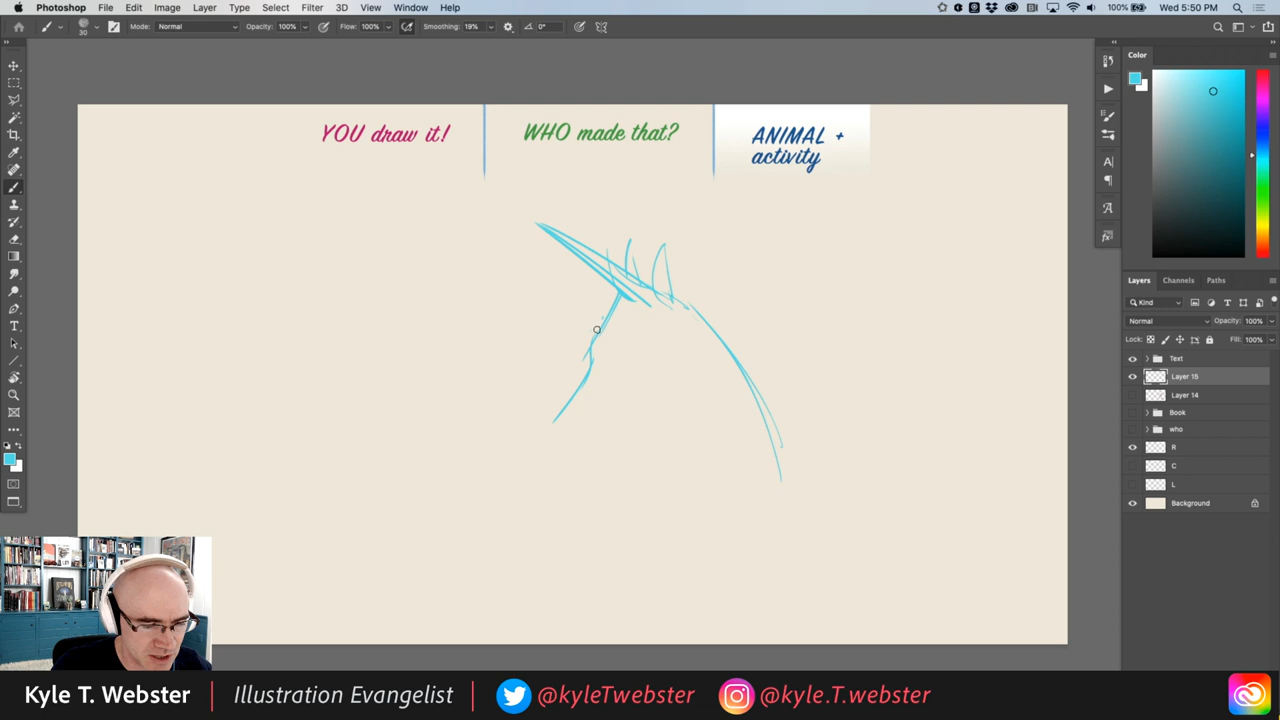 Photoshop File Edit Image Layer Type Select Filter 3D View Window Help 100% Wed 5:50 PM
30 Mode: Normal Opacity: 100% Flow: 100% Smoothing: 19% 0°
Color
YOU draw it!
WHO made that?
ANIMAL +
activity
Layers Channels Paths
Kind
Normal Opacity: 100%
Lock: Fill: 100%
Text
Layer 15
Layer 14
Book
who
R
C
L
Background
Kyle T. Webster | Illustration Evangelist @kyleTwebster @kyle.T.webster